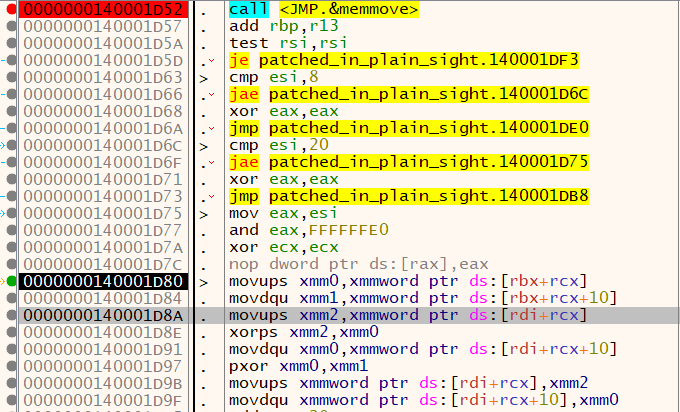 0000000140001D52 . call <JMP.&memmove>
0000000140001D57 . add rbp,r13
0000000140001D5A . test rsi,rsi
0000000140001D5D . je patched_in_plain_sight.140001DF3
0000000140001D63 > cmp esi,8
0000000140001D66 . jae patched_in_plain_sight.140001D6C
0000000140001D68 . xor eax,eax
0000000140001D6A . jmp patched_in_plain_sight.140001DE0
0000000140001D6C > cmp esi,20
0000000140001D6F . jae patched_in_plain_sight.140001D75
0000000140001D71 . xor eax,eax
0000000140001D73 . jmp patched_in_plain_sight.140001DB8
0000000140001D75 > mov eax,esi
0000000140001D77 . and eax,FFFFFFE0
0000000140001D7A . xor ecx,ecx
0000000140001D7C . nop dword ptr ds:[rax],eax
0000000140001D80 > movups xmm0,xmmword ptr ds:[rbx+rcx]
0000000140001D84 . movdqu xmm1,xmmword ptr ds:[rbx+rcx+10]
0000000140001D8A . movups xmm2,xmmword ptr ds:[rdi+rcx]
0000000140001D8E . xorps xmm2,xmm0
0000000140001D91 . movdqu xmm0,xmmword ptr ds:[rdi+rcx+10]
0000000140001D97 . pxor xmm0,xmm1
0000000140001D9B . movups xmmword ptr ds:[rdi+rcx],xmm2
0000000140001D9F . movdqu xmmword ptr ds:[rdi+rcx+10],xmm0